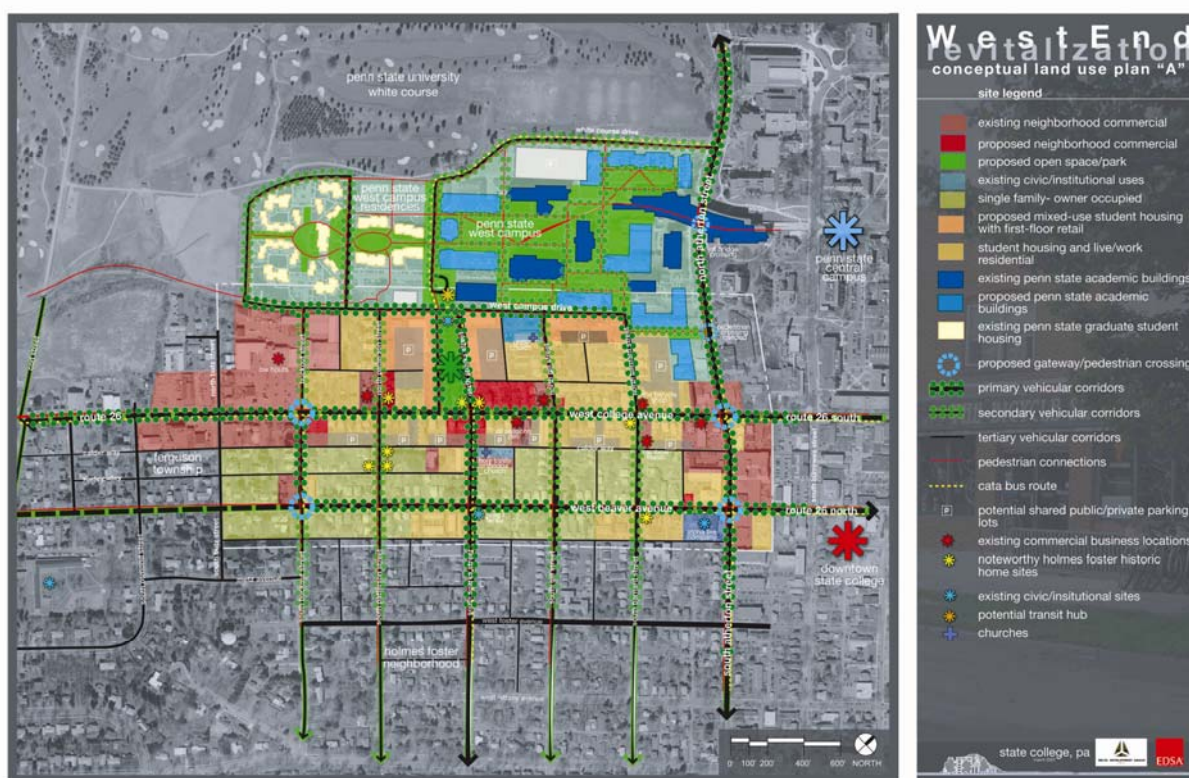 West End
revitalization
conceptual land use plan "A"
site legend
existing neighborhood commercial
proposed neighborhood commercial
proposed open space/park
existing civic/institutional uses
single family- owner occupied
proposed mixed-use student housing
with first-floor retail
student housing and live/work
residential
existing penn state academic buildings
proposed penn state academic
buildings
existing penn state graduate student
housing
proposed gateway/pedestrian crossing
primary vehicular corridors
secondary vehicular corridors
tertiary vehicular corridors
pedestrian connections
cata bus route
P
potential shared public/private parking
lots
existing commercial business locations
noteworthy holmes foster historic
home sites
existing civic/insitutional sites
potential transit hub
churches
state college, pa
EDSA
penn state university
white course
white course drive
penn state
west campus
residences
penn state
west campus
north atherton street
penn state
central
campus
west campus drive
P
P
P
P
route 26
west college avenue
route 26 south
P
P
P
P
P
P
P
ferguson
township
west beaver avenue
route 26 north
downtown
state college
west foster avenue
holmes foster
neighborhood
south atherton street
0' 100' 200' 400' 600'
NORTH